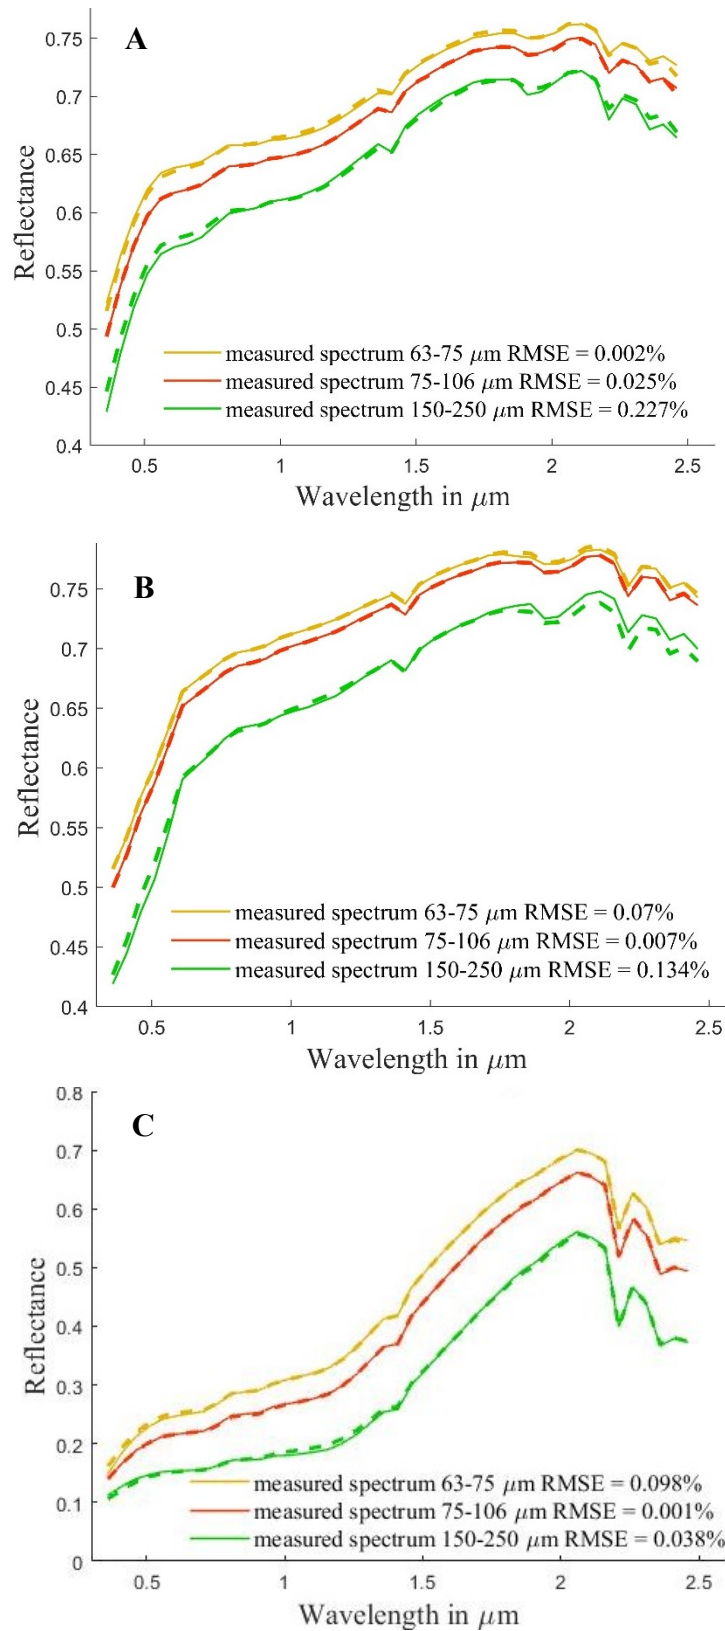 A
0.75
0.7
0.65
0.6
0.55
0.5
0.45
0.4
Reflectance
measured spectrum 63-75 μm RMSE = 0.002%
measured spectrum 75-106 μm RMSE = 0.025%
measured spectrum 150-250 μm RMSE = 0.227%
0.5 1 1.5 2 2.5
Wavelength in μm
B
0.75
0.7
0.65
0.6
0.55
0.5
0.45
0.4
Reflectance
measured spectrum 63-75 μm RMSE = 0.07%
measured spectrum 75-106 μm RMSE = 0.007%
measured spectrum 150-250 μm RMSE = 0.134%
0.5 1 1.5 2 2.5
Wavelength in μm
C
0.8
0.7
0.6
0.5
0.4
0.3
0.2
0.1
0
Reflectance
measured spectrum 63-75 μm RMSE = 0.098%
measured spectrum 75-106 μm RMSE = 0.001%
measured spectrum 150-250 μm RMSE = 0.038%
0.5 1 1.5 2 2.5
Wavelength in μm